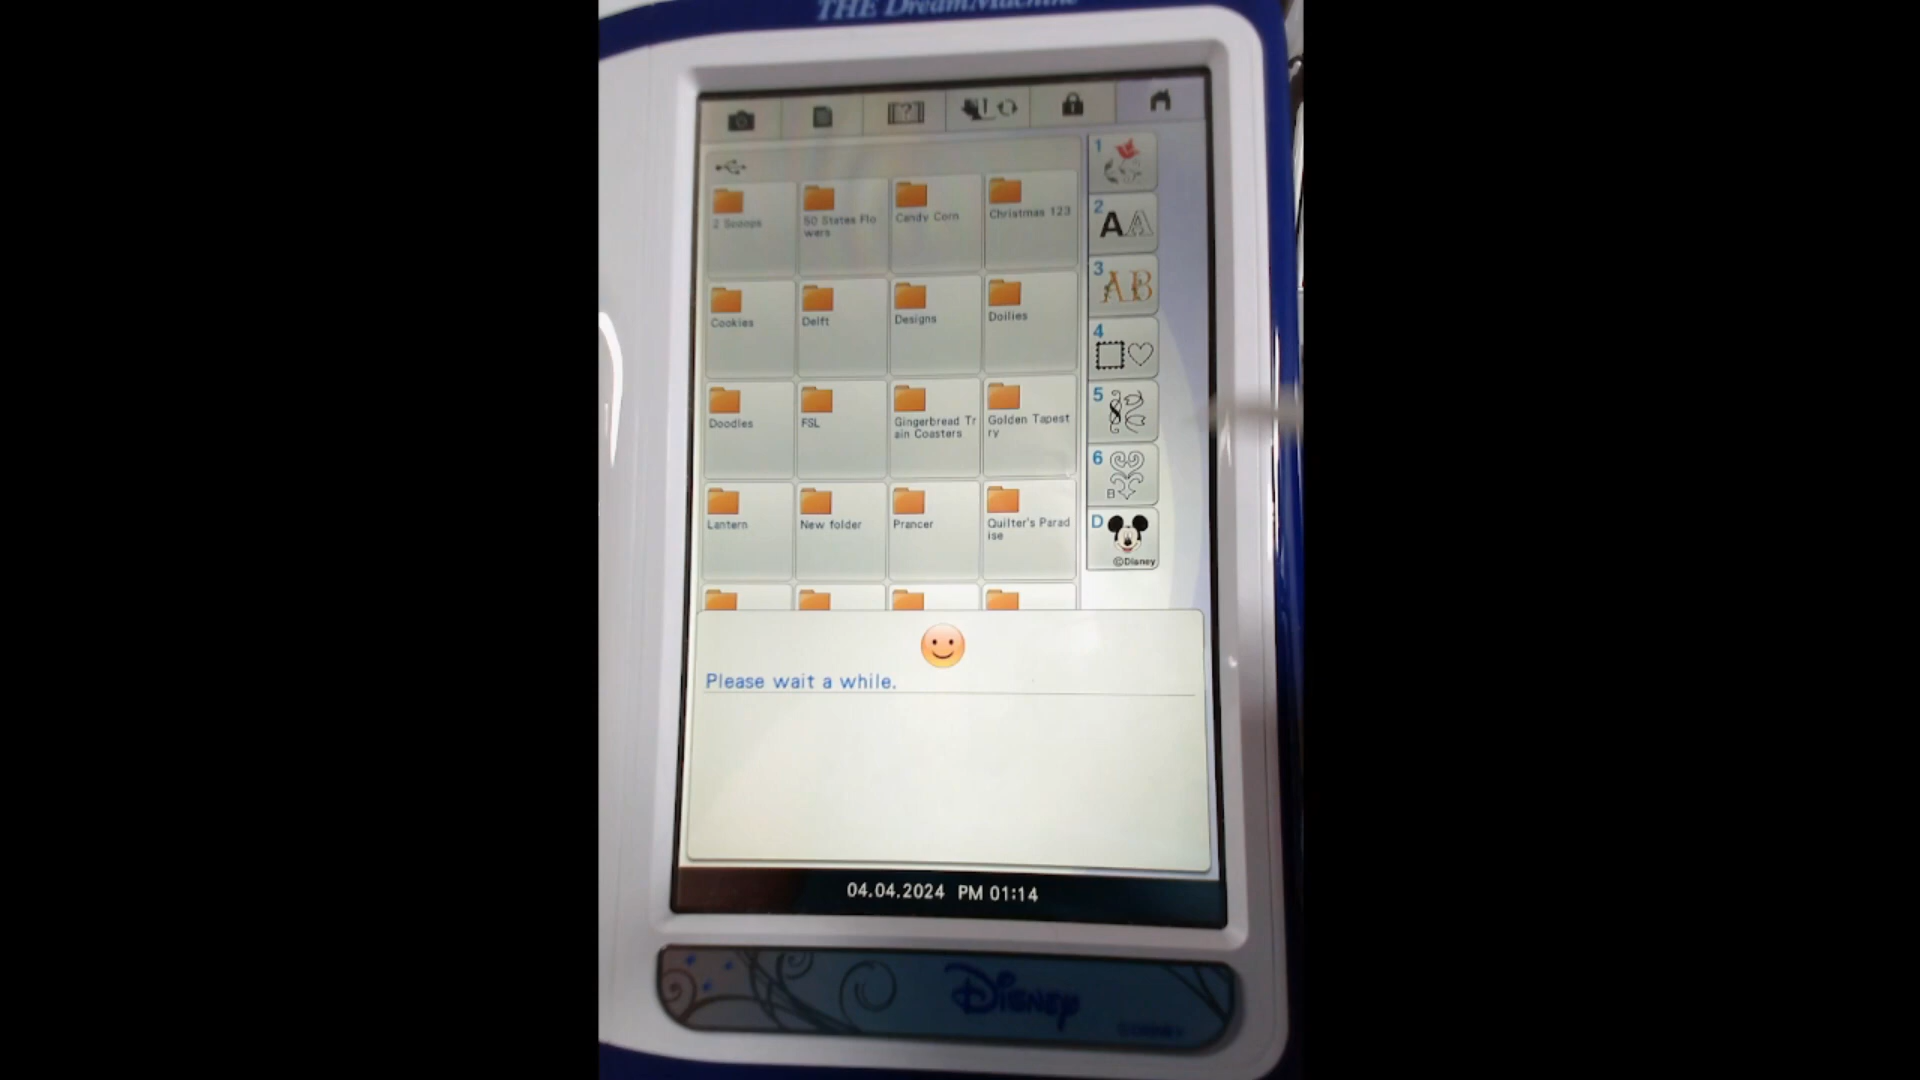 THE DreamMachine
[?]
1
2 Scoops
50 States Flo
wers
Candy Corn
Christmas 123
2
AA
3
AB
Cookies
Delft
Designs
Doilies
4
5
Doodles
FSL
Gingerbread Tr
ain Coasters
Golden Tapest
ry
6
B
Lantern
New folder
Prancer
Quilter's Parad
ise
D
©Disney
Please wait a while.
04.04.2024 PM 01:14
Disney